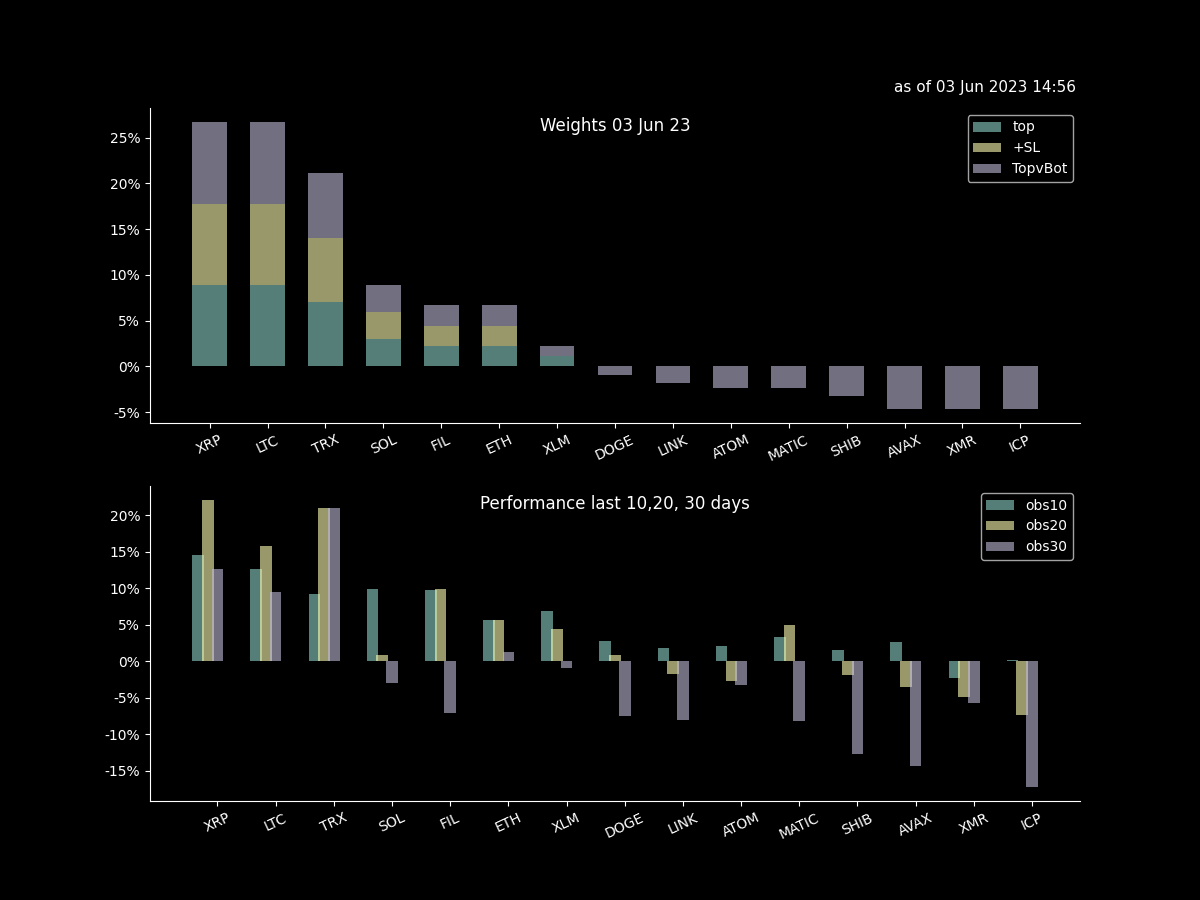 as of 03 Jun 2023 14:56
Weights 03 Jun 23
top
+SL
TopvBot
25%
20%
15%
10%
5%
0%
-5%
XRP LTC TRX SOL FIL ETH XLM DOGE LINK ATOM MATIC SHIB AVAX XMR ICP
Performance last 10,20, 30 days
obs10
obs20
obs30
20%
15%
10%
5%
0%
-5%
-10%
-15%
XRP LTC TRX SOL FIL ETH XLM DOGE LINK ATOM MATIC SHIB AVAX XMR ICP